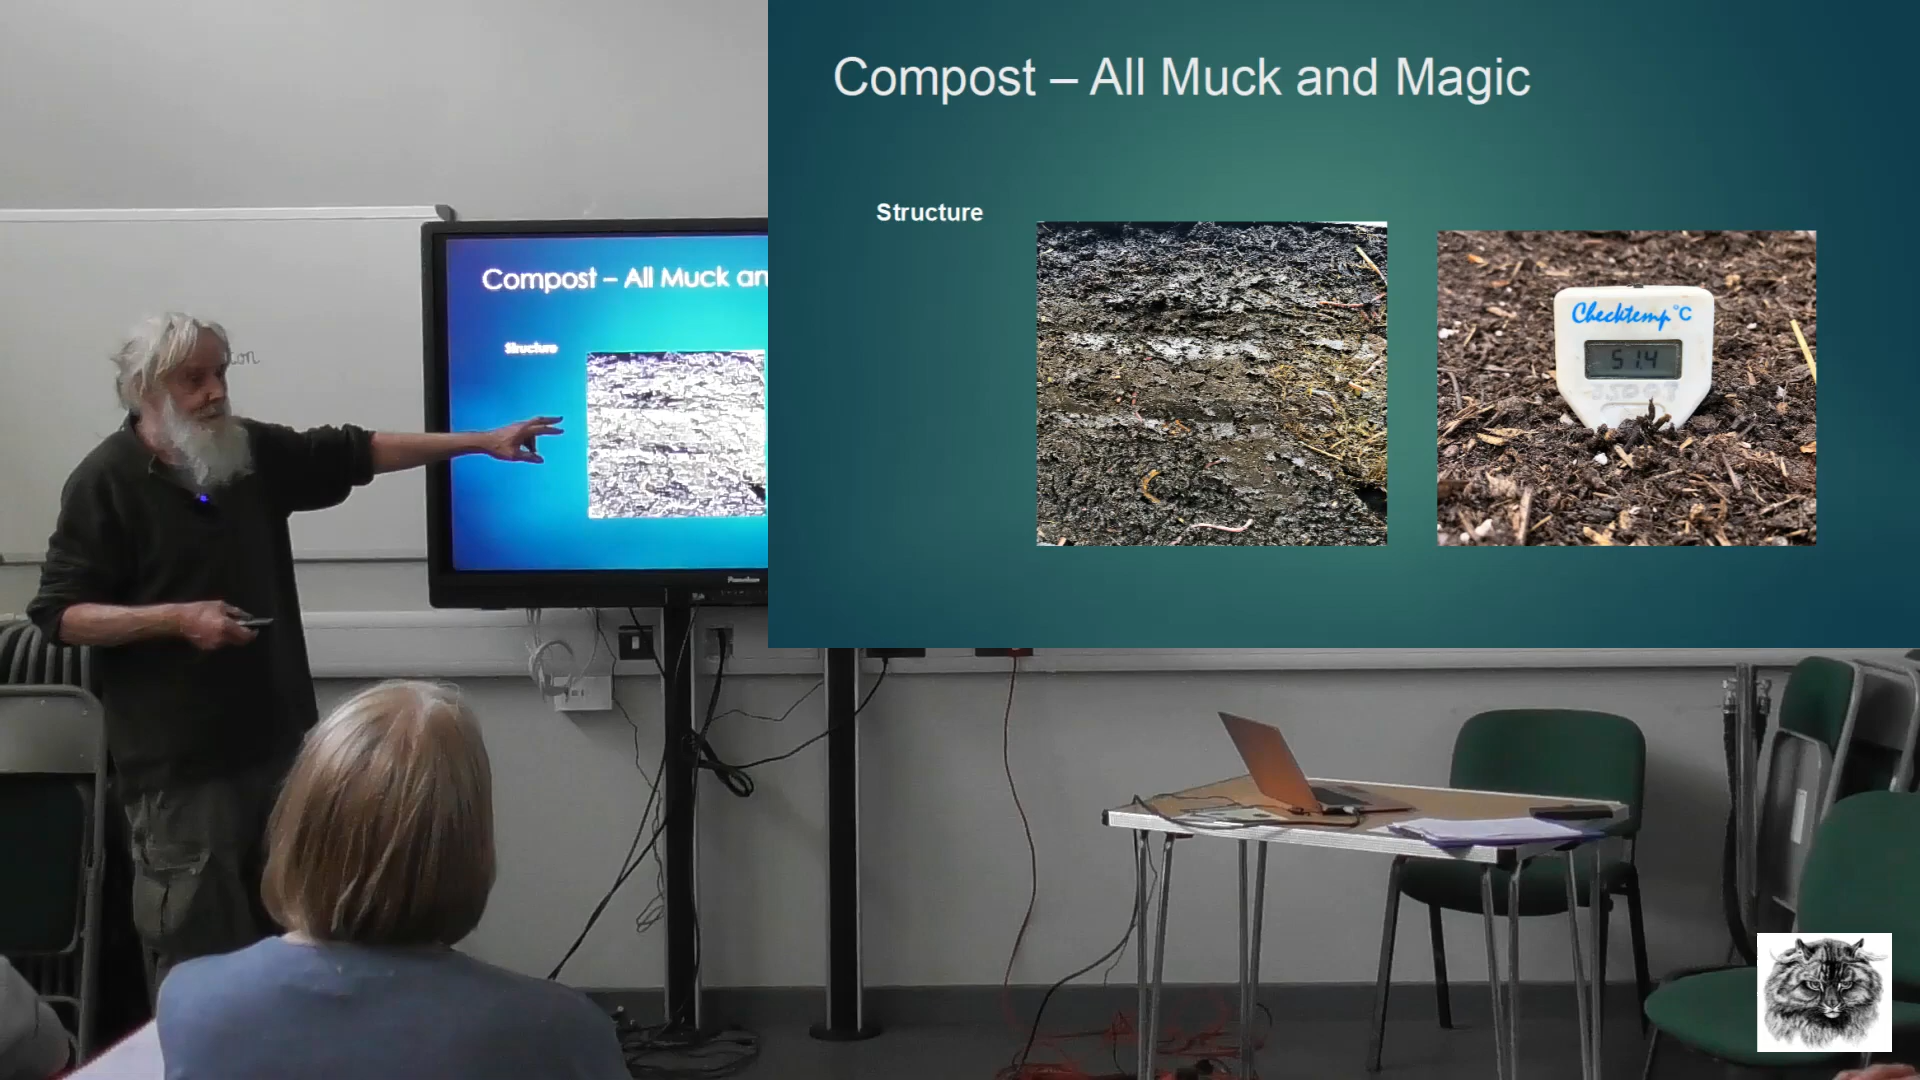 Compost – All Muck and Magic
Structure
Checktemp °C
51.4
Compost – All Muck an
Structure